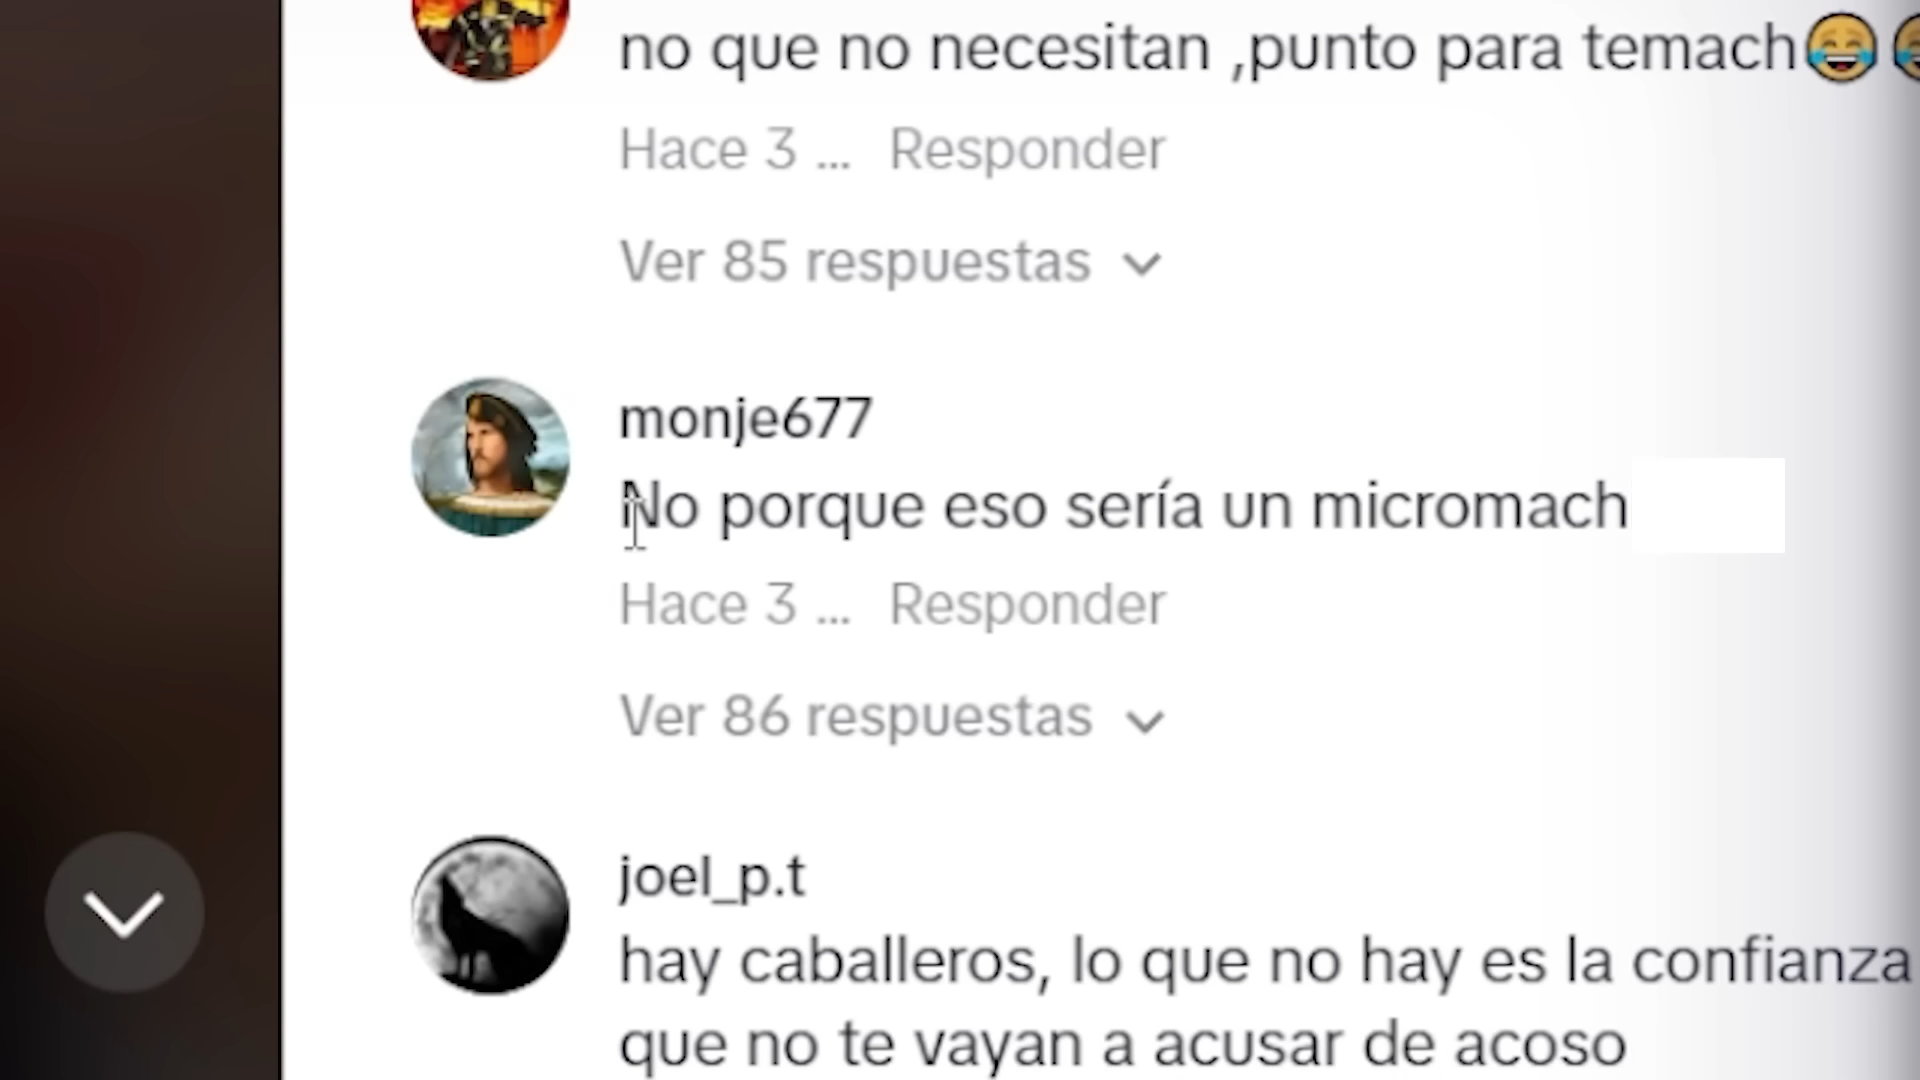 no que no necesitan ,punto para temach😂
Hace 3 ... Responder
Ver 85 respuestas
monje677
No porque eso sería un micromach
Hace 3 ... Responder
Ver 86 respuestas
joel_p.t
hay caballeros, lo que no hay es la confianza
que no te vayan a acusar de acoso